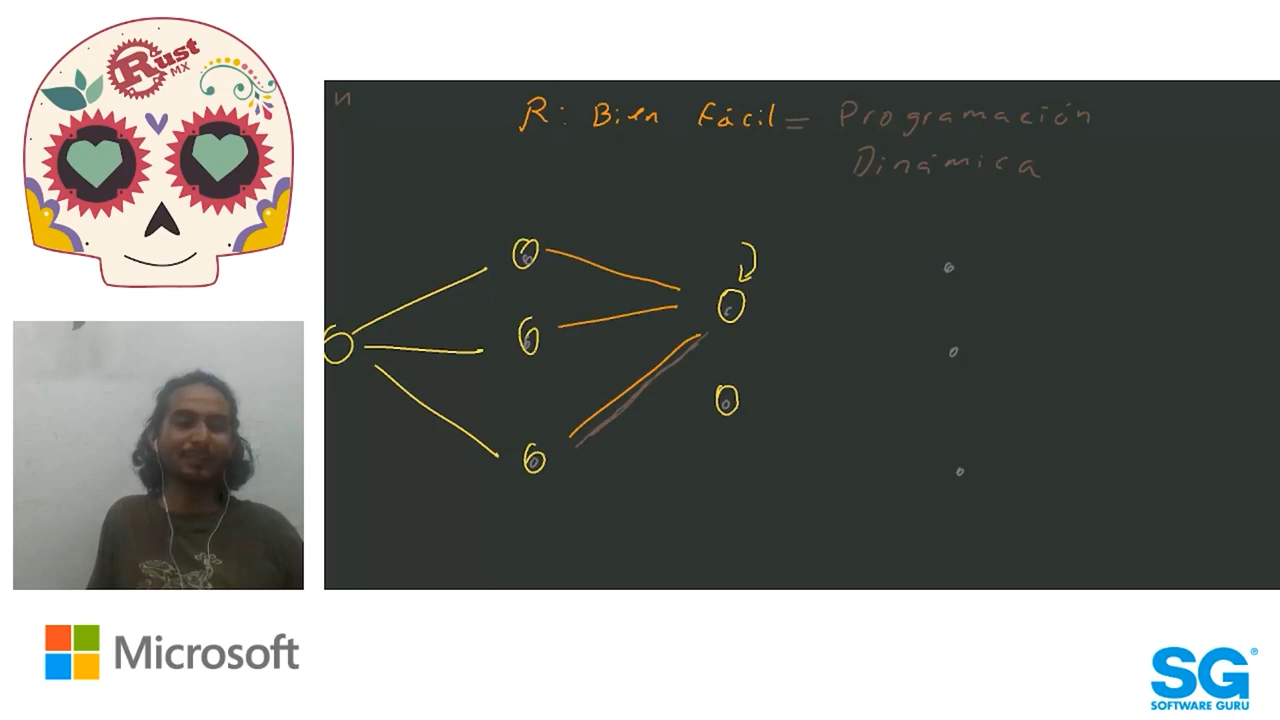 Rust
MX
R: Bien Fácil = Programación
Dinámica
Microsoft
SG
SOFTWARE GURU